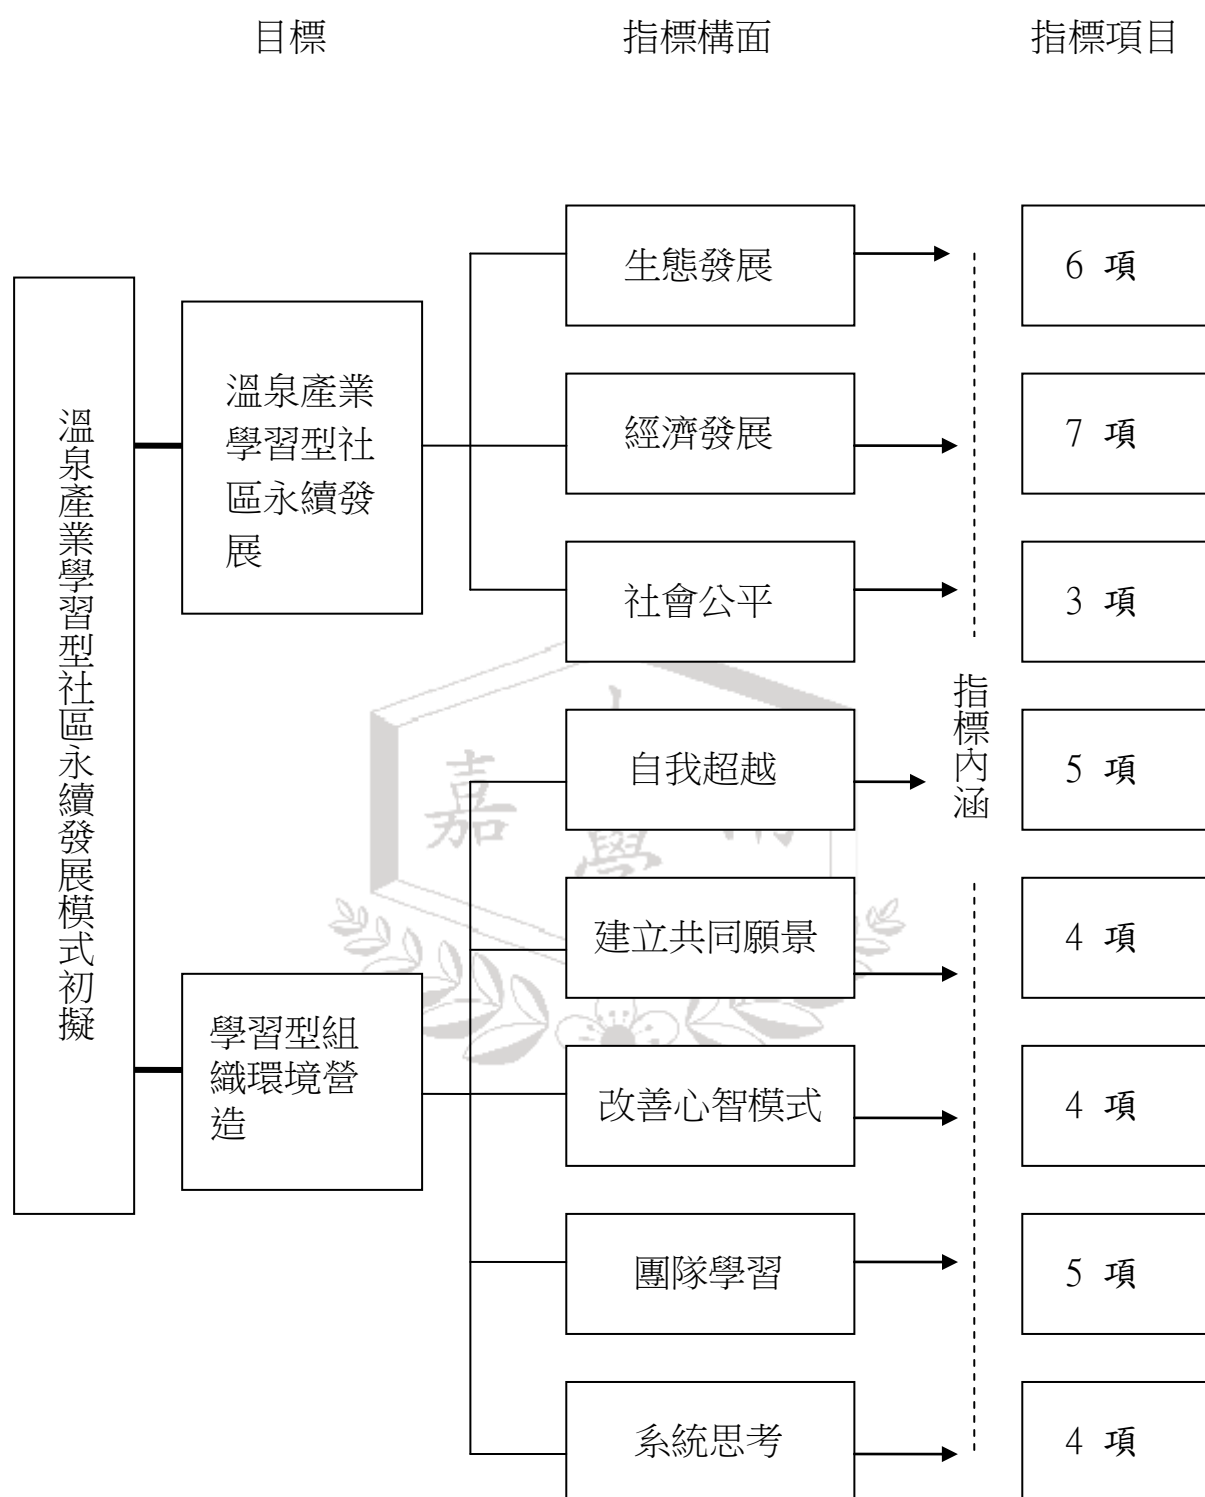 目標 指標構面 指標項目
溫泉產業學習型社區永續發展模式初擬
溫泉產業
學習型社
區永續發
展
學習型組
織環境營
造
生態發展
經濟發展
社會公平
自我超越
建立共同願景
改善心智模式
團隊學習
系統思考
指標內涵
6 項
7 項
3 項
5 項
4 項
4 項
5 項
4 項
嘉
學